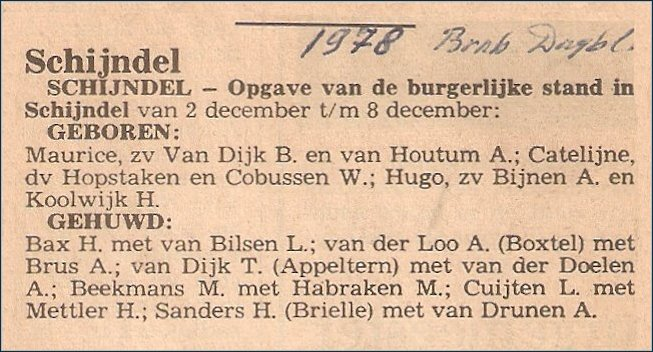 1978 Brab Dagbl.
Schijndel
SCHIJNDEL – Opgave van de burgerlijke stand in
Schijndel van 2 december t/m 8 december:
GEBOREN:
Maurice, zv Van Dijk B. en van Houtum A.; Catelijne,
dv Hopstaken en Cobussen W.; Hugo, zv Bijnen A. en
Koolwijk H.
GEHUWD:
Bax H. met van Bilsen L.; van der Loo A. (Boxtel) met
Brus A.; van Dijk T. (Appeltern) met van der Doelen
A.; Beekmans M. met Habraken M.; Cuijten L. met
Mettler H.; Sanders H. (Brielle) met van Drunen A.